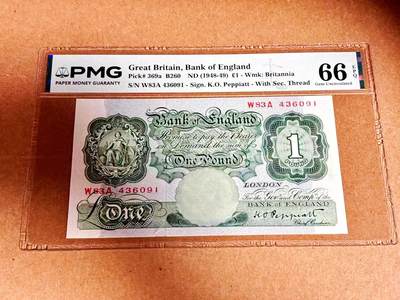 PMG
PAPER MONEY GUARANTY
Great Britain, Bank of England
Pick# 369a B260 ND (1948-49) £1 - Wmk: Britannia
S/N W83A 436091 - Sign. K.O. Peppiatt - With Sec. Thread
66 EPQ
Gem Uncirculated
W83A 436091
Bank of England
Promise to pay the Bearer
on Demand the sum of
One Pound
1
POUND
W83A 436091
LONDON
For the Govr and Compa of the
BANK OF ENGLAND
K O Peppiatt
Chief Cashier
£One